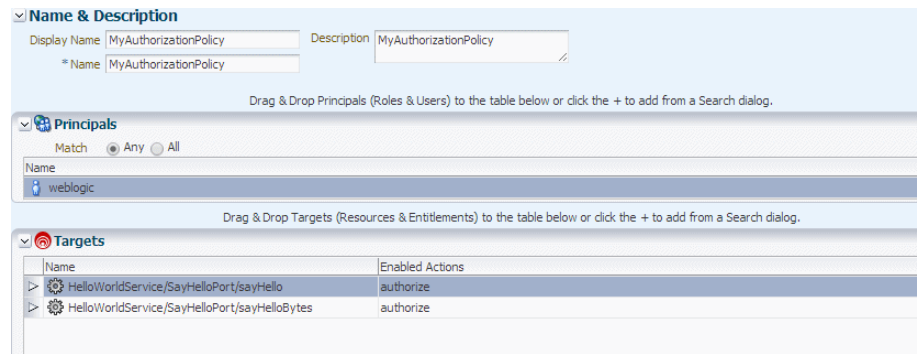 Name & Description
Display Name MyAuthorizationPolicy Description MyAuthorizationPolicy
* Name MyAuthorizationPolicy
Drag & Drop Principals (Roles & Users) to the table below or click the + to add from a Search dialog.
Principals
Match Any All
Name
weblogic
Drag & Drop Targets (Resources & Entitlements) to the table below or click the + to add from a Search dialog.
Targets
Name Enabled Actions
HelloWorldService/SayHelloPort/sayHello authorize
HelloWorldService/SayHelloPort/sayHelloBytes authorize